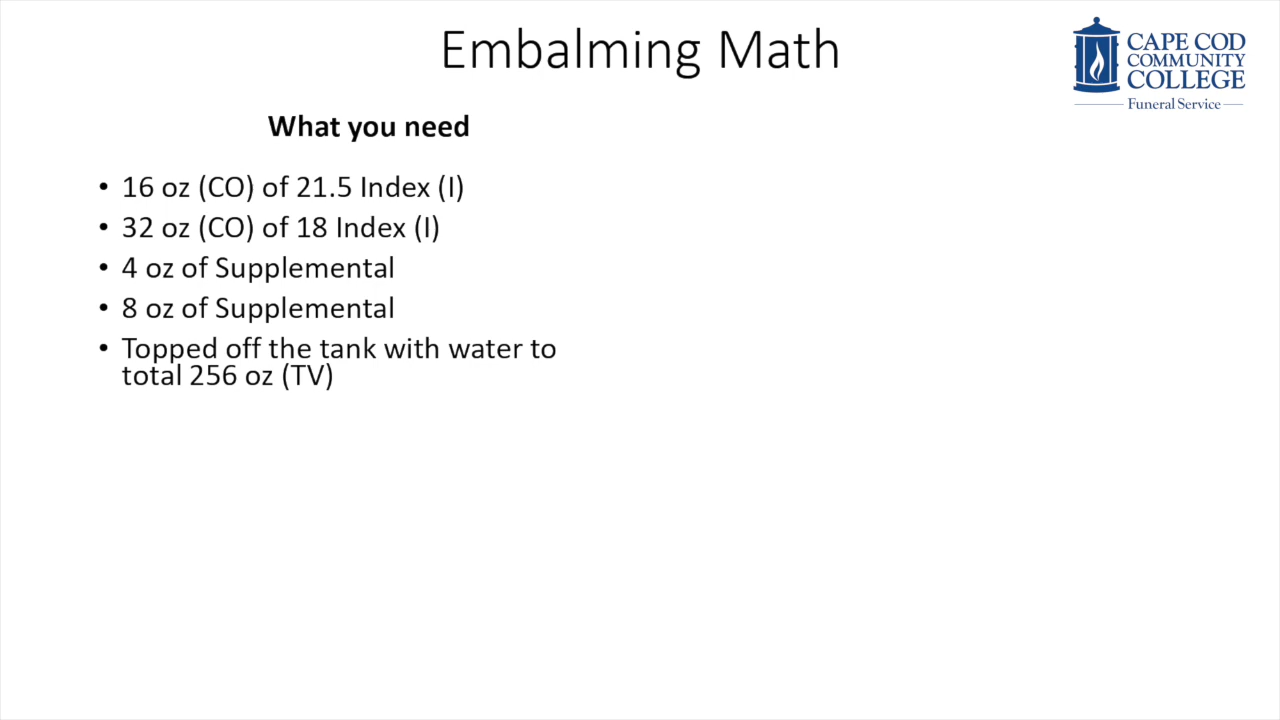 Embalming Math
CAPE COD
COMMUNITY
COLLEGE
Funeral Service
What you need
• 16 oz (CO) of 21.5 Index (I)
• 32 oz (CO) of 18 Index (I)
• 4 oz of Supplemental
• 8 oz of Supplemental
• Topped off the tank with water to
total 256 oz (TV)